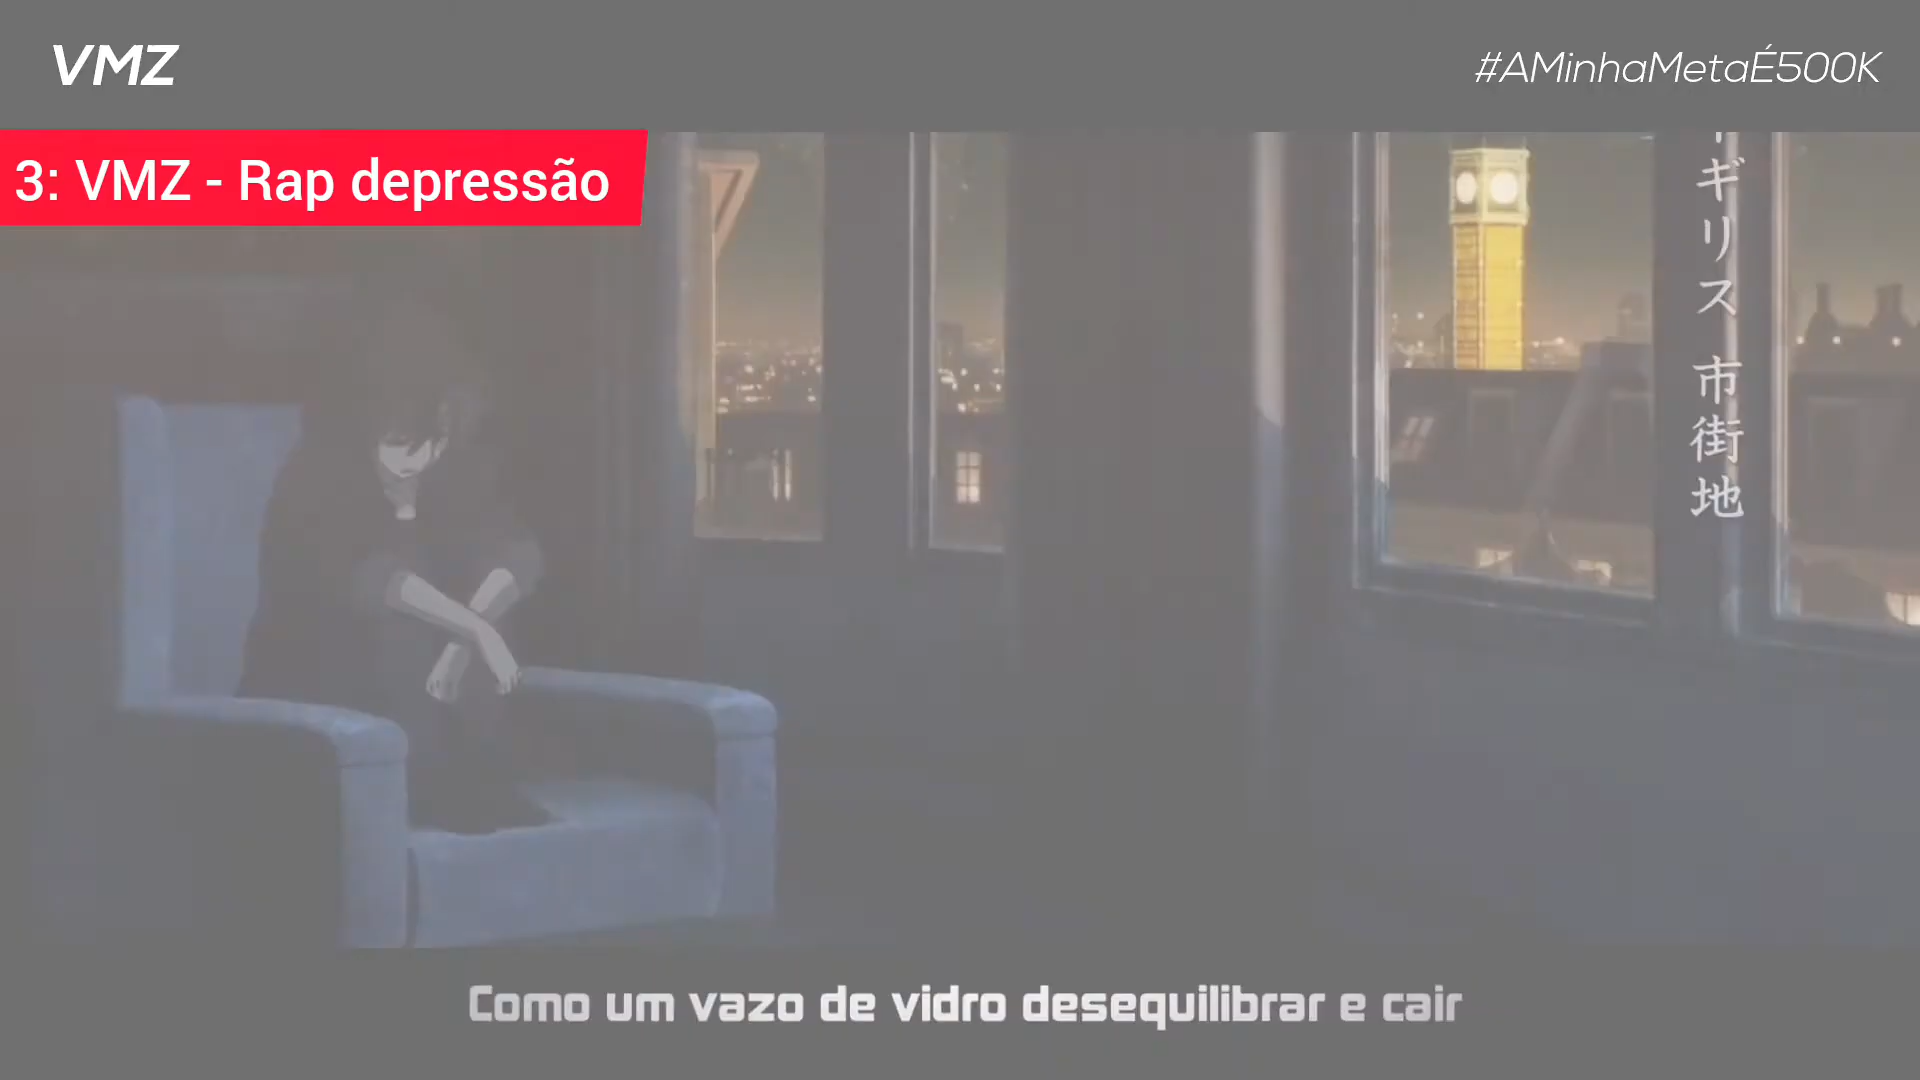 VMZ
#AMinhaMetaÉ500K
3: VMZ - Rap depressão
ギリス 市街地
Como um vazo de vidro desequilibrar e cair